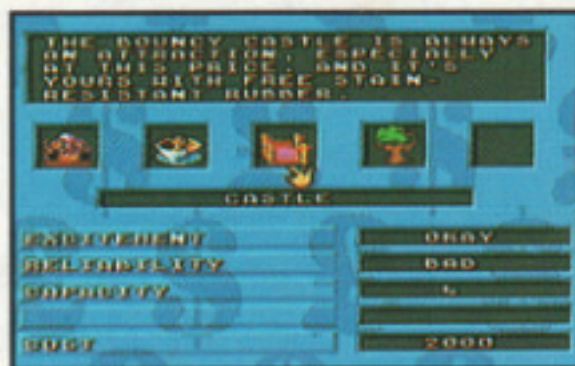 THE BOUNCY CASTLE IS ALWAYS
AN ATTRACTION, ESPECIALLY
AT THIS PRICE, AND IT'S
YOURS WITH FREE STAIN-
RESISTANT RUBBER.
CASTLE
EXCITEMENT OKAY
RELIABILITY BAD
CAPACITY
COST 2000